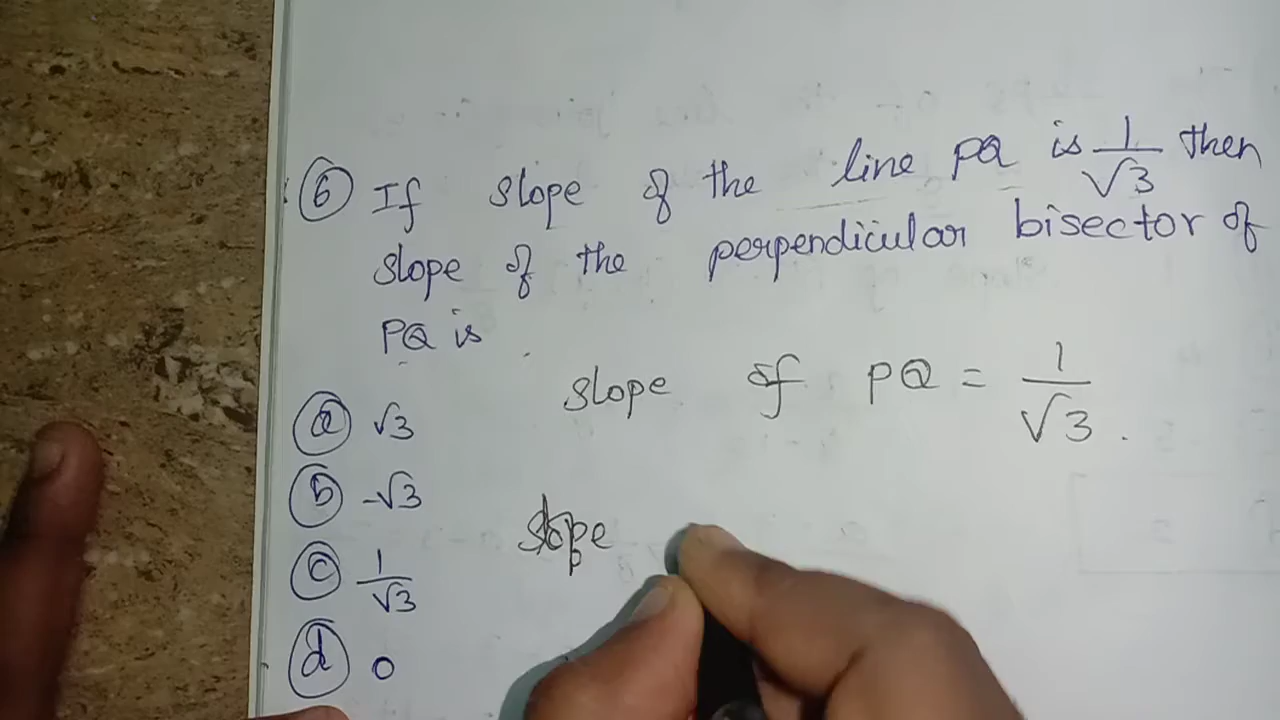 6 If slope of the line PQ is 1/√3 then
slope of the perpendicular bisector of
PQ is
slope of PQ = 1/√3.
a √3
b -√3
slope
c 1/√3
d 0